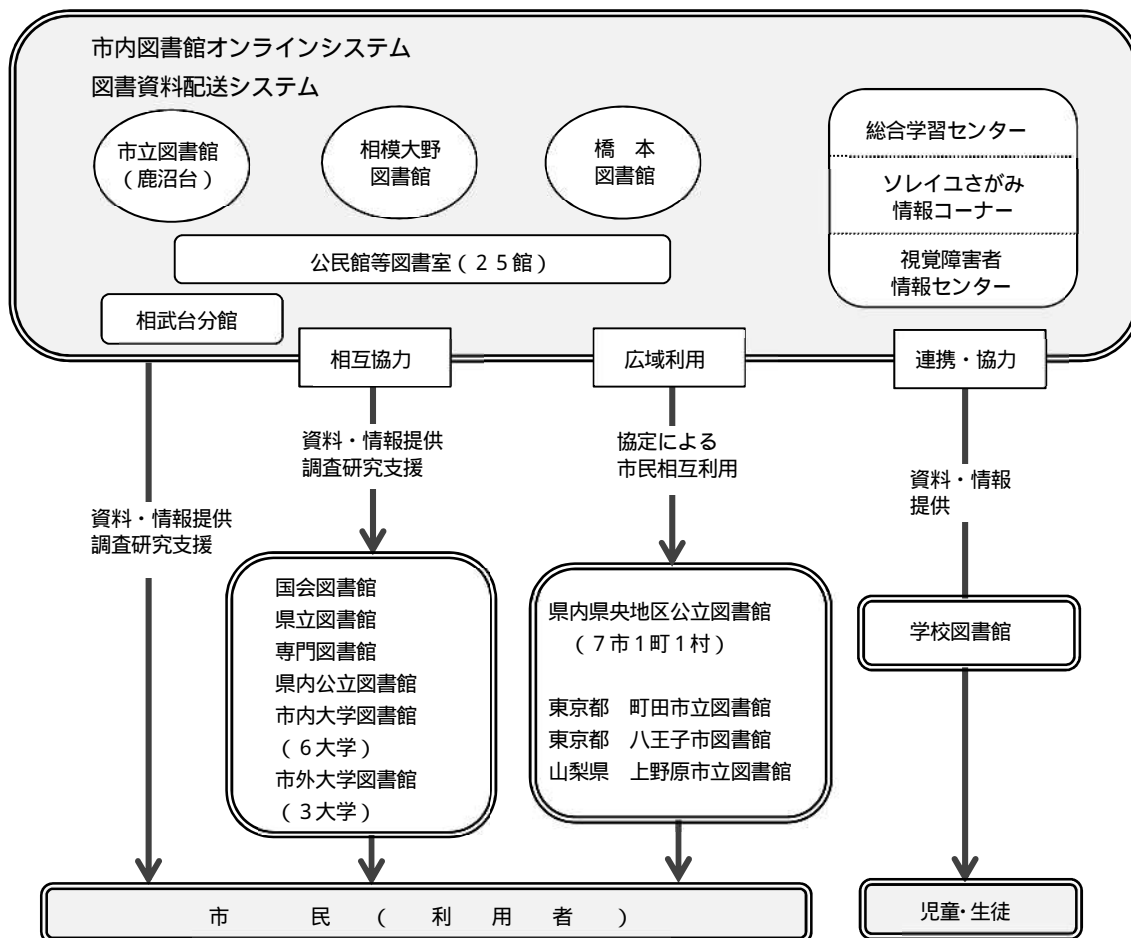 市内図書館オンラインシステム
図書資料配送システム
市立図書館
（鹿沼台）
相模大野
図書館
橋　本
図書館
総合学習センター
ソレイユさがみ
情報コーナー
視覚障害者
情報センター
公民館等図書室（２５館）
相武台分館
相互協力
広域利用
連携・協力
資料・情報提供
調査研究支援
資料・情報提供
調査研究支援
協定による
市民相互利用
資料・情報
提供
国会図書館
県立図書館
専門図書館
県内公立図書館
市内大学図書館
（６大学）
市外大学図書館
（３大学）
県内県央地区公立図書館
（７市１町１村）
東京都　町田市立図書館
東京都　八王子市図書館
山梨県　上野原市立図書館
学校図書館
市　　民　（　利　用　者　）
児童・生徒